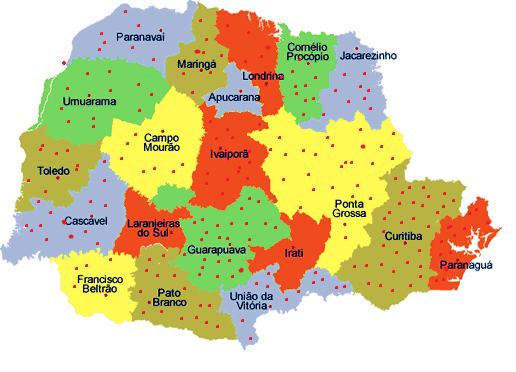 Paranavaí
Maringá
Londrina
Cornélio
Procópio
Jacarezinho
Umuarama
Apucarana
Campo
Mourão
Ivaiporã
Toledo
Cascável
Laranjeiras
do Sul
Guarapuava
Irati
Ponta
Grossa
Curitiba
Paranaguá
Francisco
Beltrão
Pato
Branco
União da
Vitória